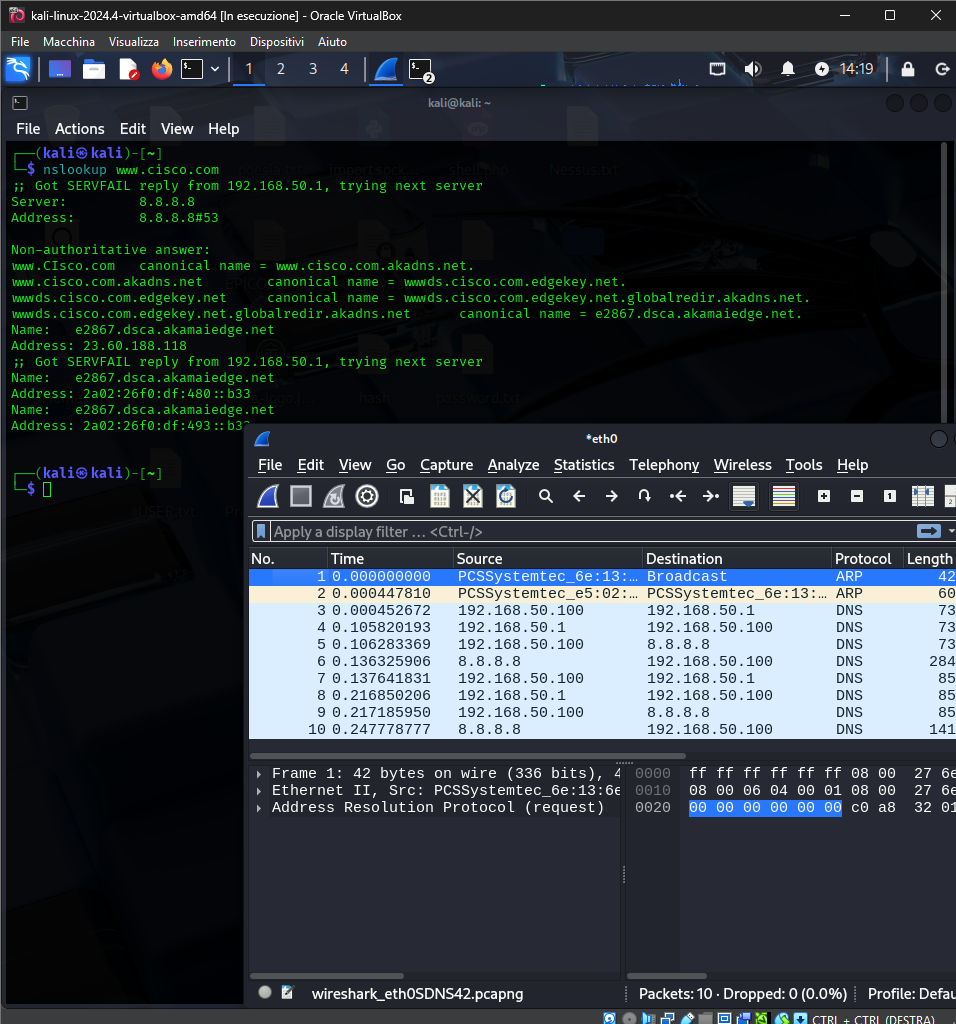 kali-linux-2024.4-virtualbox-amd64 [In esecuzione] - Oracle VirtualBox
File Macchina Visualizza Inserimento Dispositivi Aiuto
1 2 3 4 2 14:19
kali@kali: ~
File Actions Edit View Help
┌──(kali㉿kali)-[~]
└─$ nslookup www.cisco.com
;; Got SERVFAIL reply from 192.168.50.1, trying next server
Server: 8.8.8.8
Address: 8.8.8.8#53
Non-authoritative answer:
www.CIsco.com canonical name = www.cisco.com.akadns.net.
www.cisco.com.akadns.net canonical name = wwwds.cisco.com.edgekey.net.
wwwds.cisco.com.edgekey.net canonical name = wwwds.cisco.com.edgekey.net.globalredir.akadns.net.
wwwds.cisco.com.edgekey.net.globalredir.akadns.net canonical name = e2867.dsca.akamaiedge.net.
Name: e2867.dsca.akamaiedge.net
Address: 23.60.188.118
;; Got SERVFAIL reply from 192.168.50.1, trying next server
Name: e2867.dsca.akamaiedge.net
Address: 2a02:26f0:df:480::b33
Name: e2867.dsca.akamaiedge.net
Address: 2a02:26f0:df:493::b33
┌──(kali㉿kali)-[~]
└─$
*eth0
File Edit View Go Capture Analyze Statistics Telephony Wireless Tools Help
Apply a display filter ... <Ctrl-/>
No. Time Source Destination Protocol Length
1 0.000000000 PCSSystemtec_6e:13:… Broadcast ARP 42
2 0.000447810 PCSSystemtec_e5:02:… PCSSystemtec_6e:13:… ARP 60
3 0.000452672 192.168.50.100 192.168.50.1 DNS 73
4 0.105820193 192.168.50.1 192.168.50.100 DNS 73
5 0.106283369 192.168.50.100 8.8.8.8 DNS 73
6 0.136325906 8.8.8.8 192.168.50.100 DNS 284
7 0.137641831 192.168.50.100 192.168.50.1 DNS 85
8 0.216850206 192.168.50.1 192.168.50.100 DNS 85
9 0.217185950 192.168.50.100 8.8.8.8 DNS 85
10 0.247778777 8.8.8.8 192.168.50.100 DNS 141
Frame 1: 42 bytes on wire (336 bits), 4
Ethernet II, Src: PCSSystemtec_6e:13:6e
Address Resolution Protocol (request)
0000 ff ff ff ff ff ff 08 00 27 6e
0010 08 00 06 04 00 01 08 00 27 6e
0020 00 00 00 00 00 00 c0 a8 32 01
wireshark_eth0SDNS42.pcapng Packets: 10 · Dropped: 0 (0.0%) Profile: Defau
CTRL + CTRL (DESTRA)